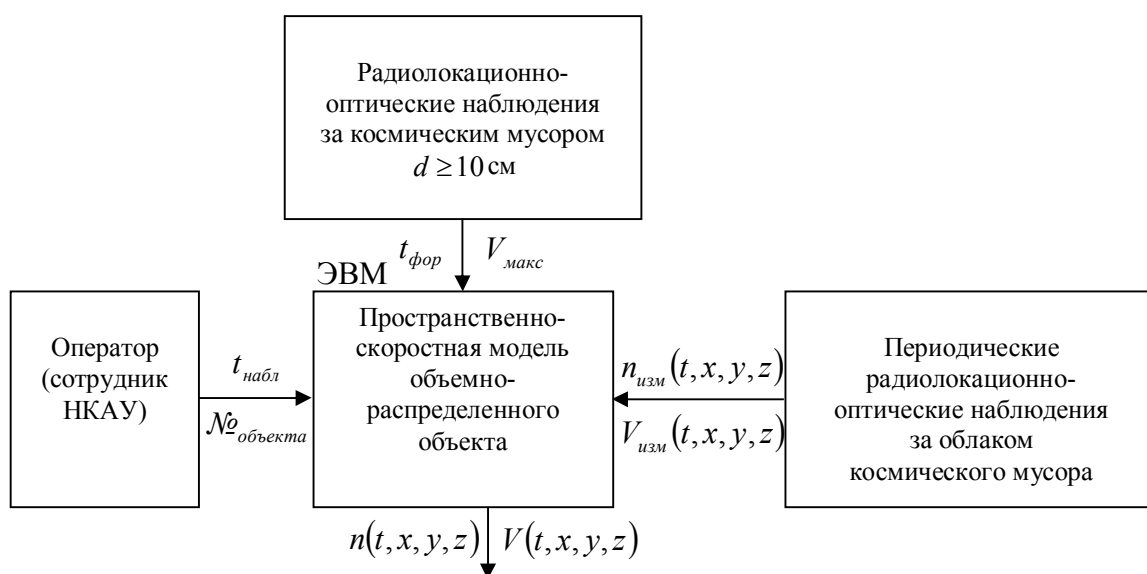 Радиолокационно-
оптические наблюдения
за космическим мусором
d ≥ 10 см
t_фор V_макс
ЭВМ
Оператор
(сотрудник
НКАУ)
t_набл
№_объекта
Пространственно-
скоростная модель
объемно-
распределенного
объекта
n_изм(t, x, y, z)
V_изм(t, x, y, z)
Периодические
радиолокационно-
оптические наблюдения
за облаком
космического мусора
n(t, x, y, z) V(t, x, y, z)